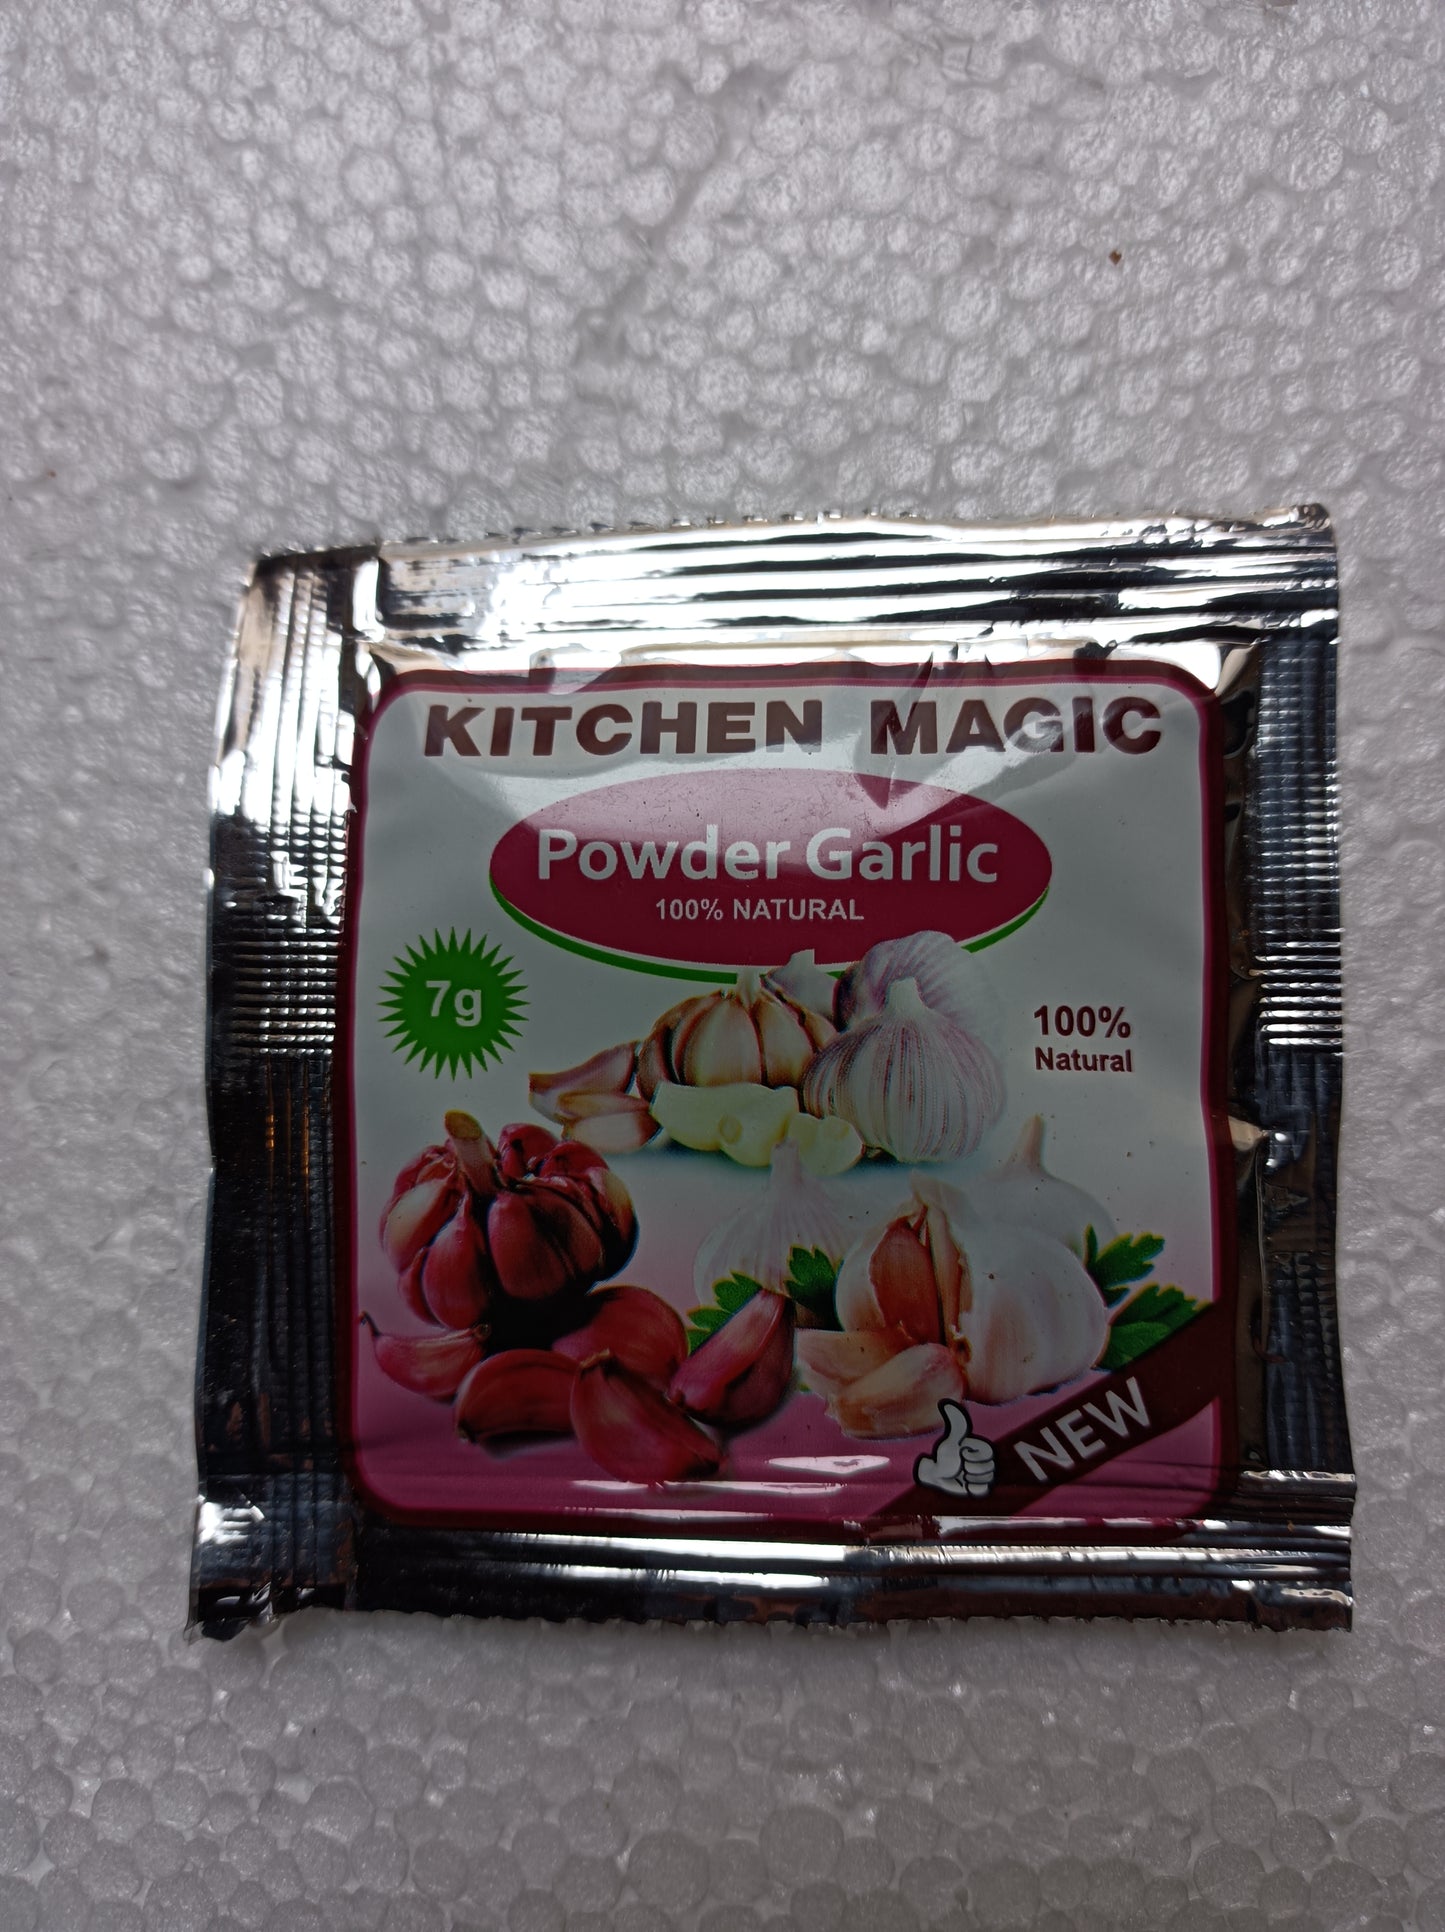 KITCHEN MAGIC
Powder Garlic
100% NATURAL
7g
100%
Natural
NEW